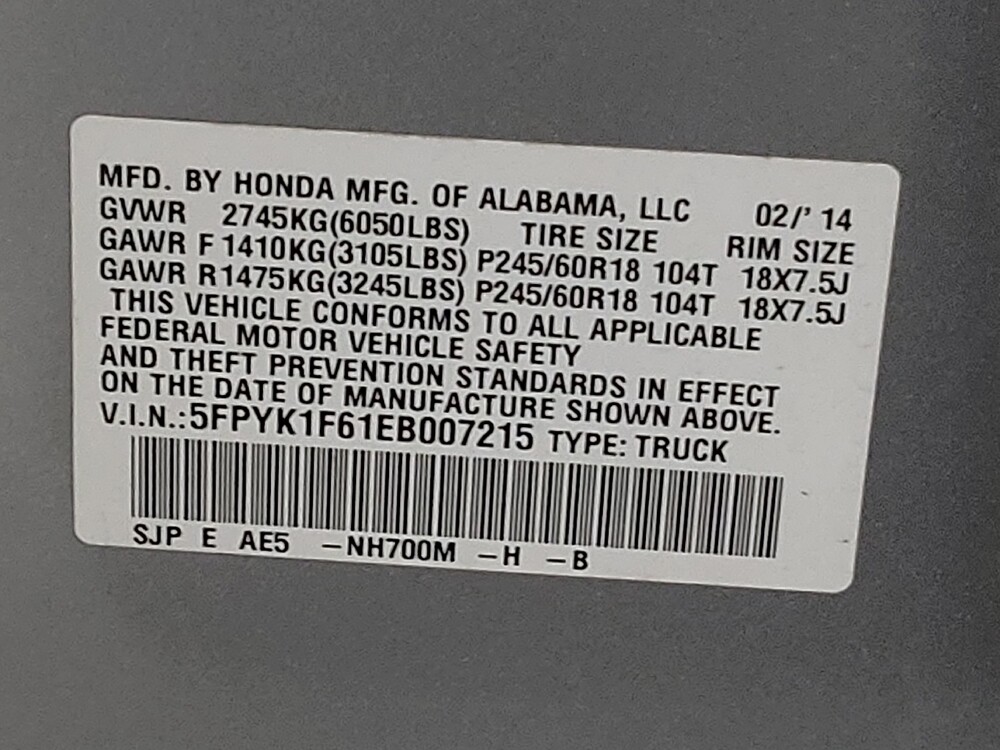 MFD. BY HONDA MFG. OF ALABAMA, LLC 02/' 14
GVWR 2745KG(6050LBS) TIRE SIZE RIM SIZE
GAWR F 1410KG(3105LBS) P245/60R18 104T 18X7.5J
GAWR R 1475KG(3245LBS) P245/60R18 104T 18X7.5J
THIS VEHICLE CONFORMS TO ALL APPLICABLE
FEDERAL MOTOR VEHICLE SAFETY
AND THEFT PREVENTION STANDARDS IN EFFECT
ON THE DATE OF MANUFACTURE SHOWN ABOVE.
V.I.N.:5FPYK1F61EB007215 TYPE: TRUCK
SJP E AE5 –NH700M –H –B